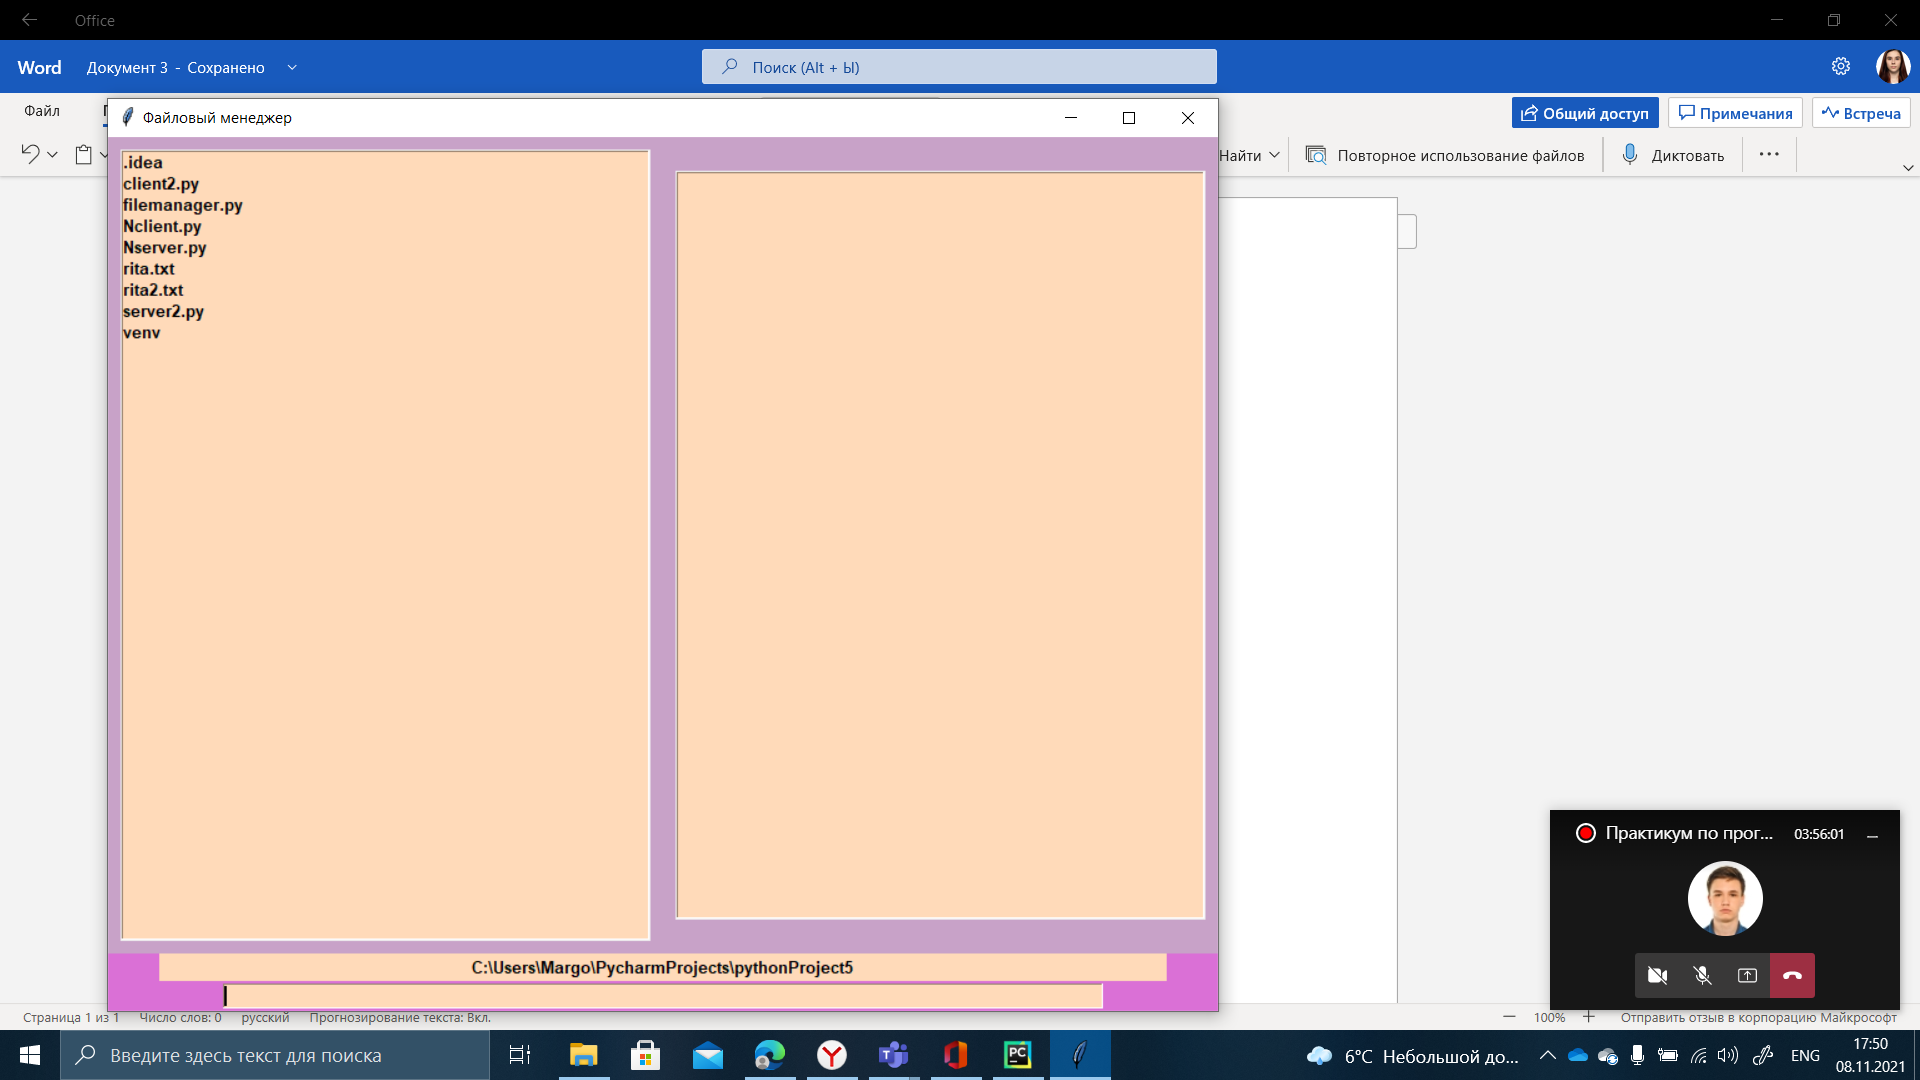 Office
Word
Документ 3 - Сохранено
Поиск (Alt + Ы)
Файл
Файловый менеджер
Общий доступ
Примечания
Встреча
Найти
Повторное использование файлов
Диктовать
.idea
client2.py
filemanager.py
Nclient.py
Nserver.py
rita.txt
rita2.txt
server2.py
venv
Практикум по прог...
03:56:01
C:\Users\Margo\PycharmProjects\pythonProject5
Страница 1 из 1
Число слов: 0
русский
Прогнозирование текста: Вкл.
100%
Отправить отзыв в корпорацию Майкрософт
Введите здесь текст для поиска
PC
6°C Небольшой до...
ENG
17:50
08.11.2021